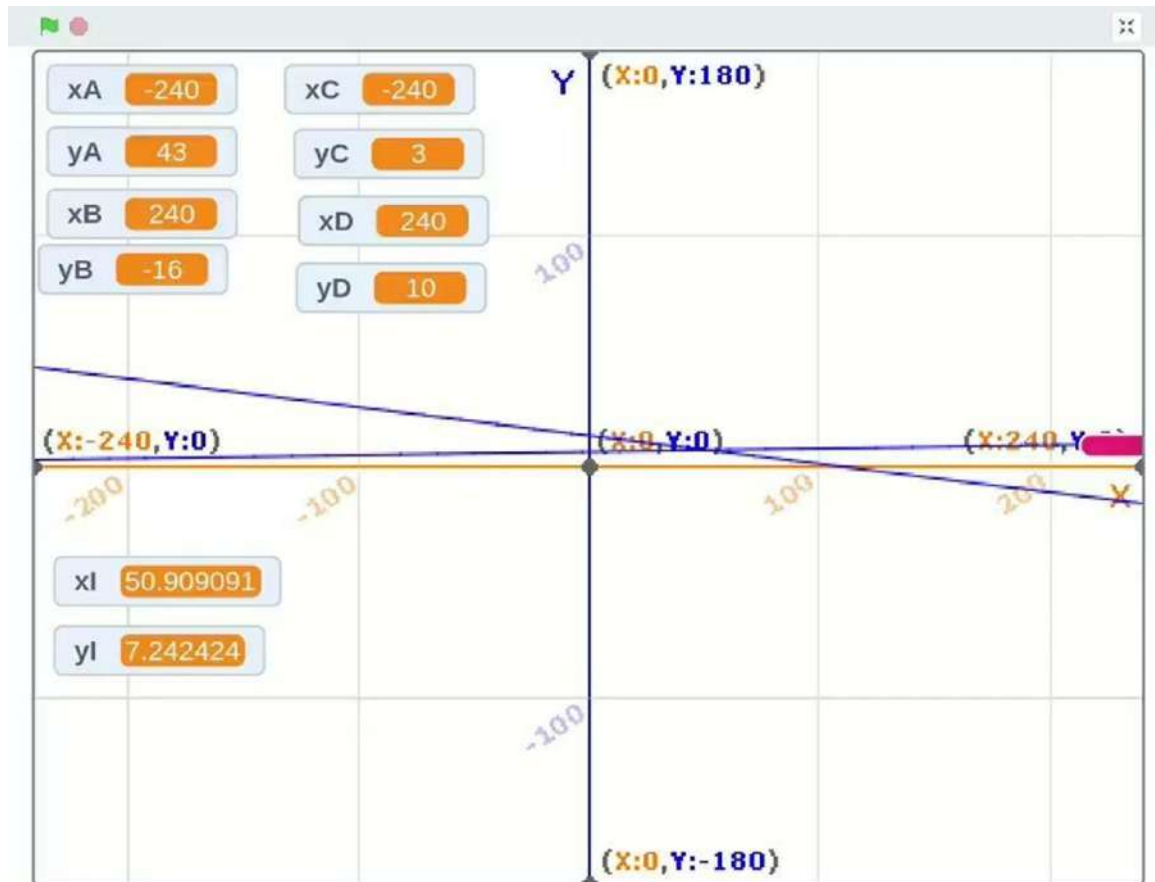 xA -240
xC -240
Y
(X:0,Y:180)
yA 43
yC 3
xB 240
xD 240
yB -16
yD 10
100
(X:-240,Y:0)
(X:0,Y:0)
(X:240,Y
-200
-100
100
200
X
xI 50.909091
yI 7.242424
-100
(X:0,Y:-180)